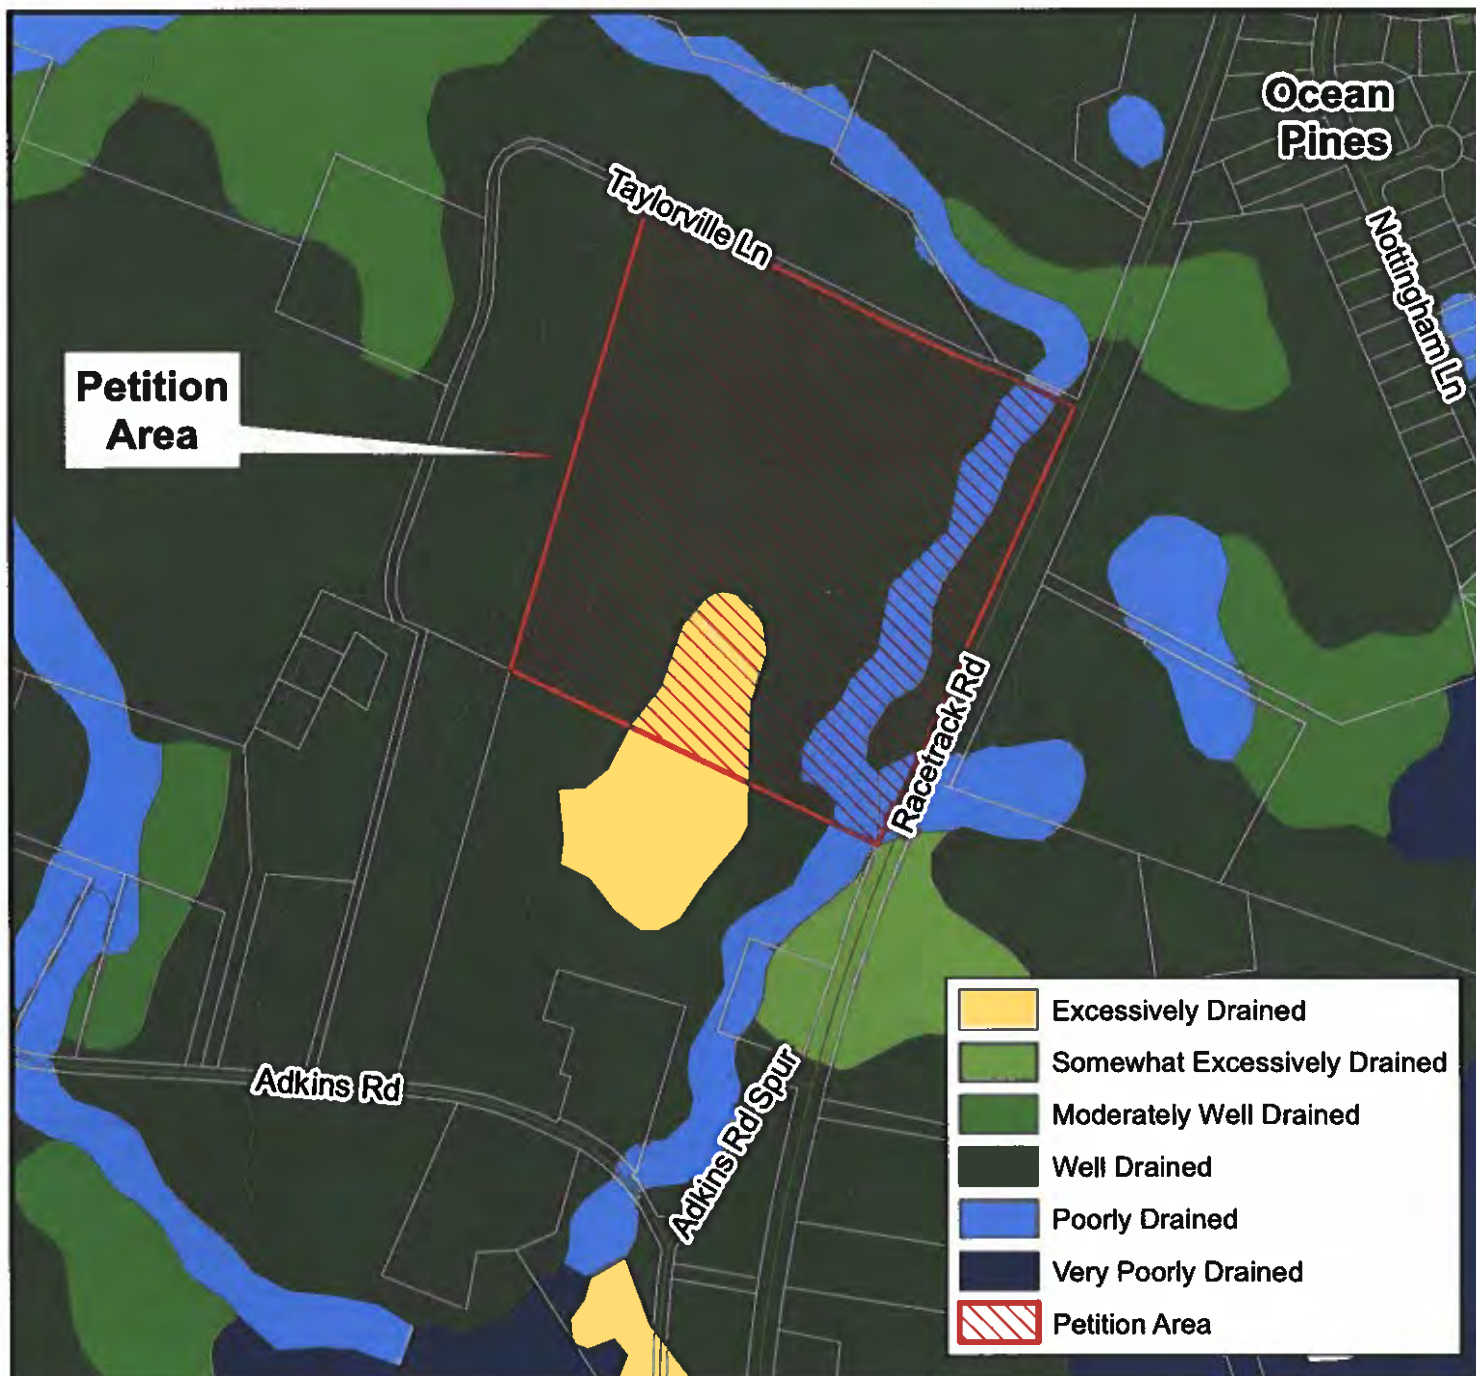 Ocean
Pines
Taylorville Ln
Nottingham Ln
Petition
Area
Racetrack Rd
Adkins Rd
Adkins Rd Spur
Excessively Drained
Somewhat Excessively Drained
Moderately Well Drained
Well Drained
Poorly Drained
Very Poorly Drained
Petition Area